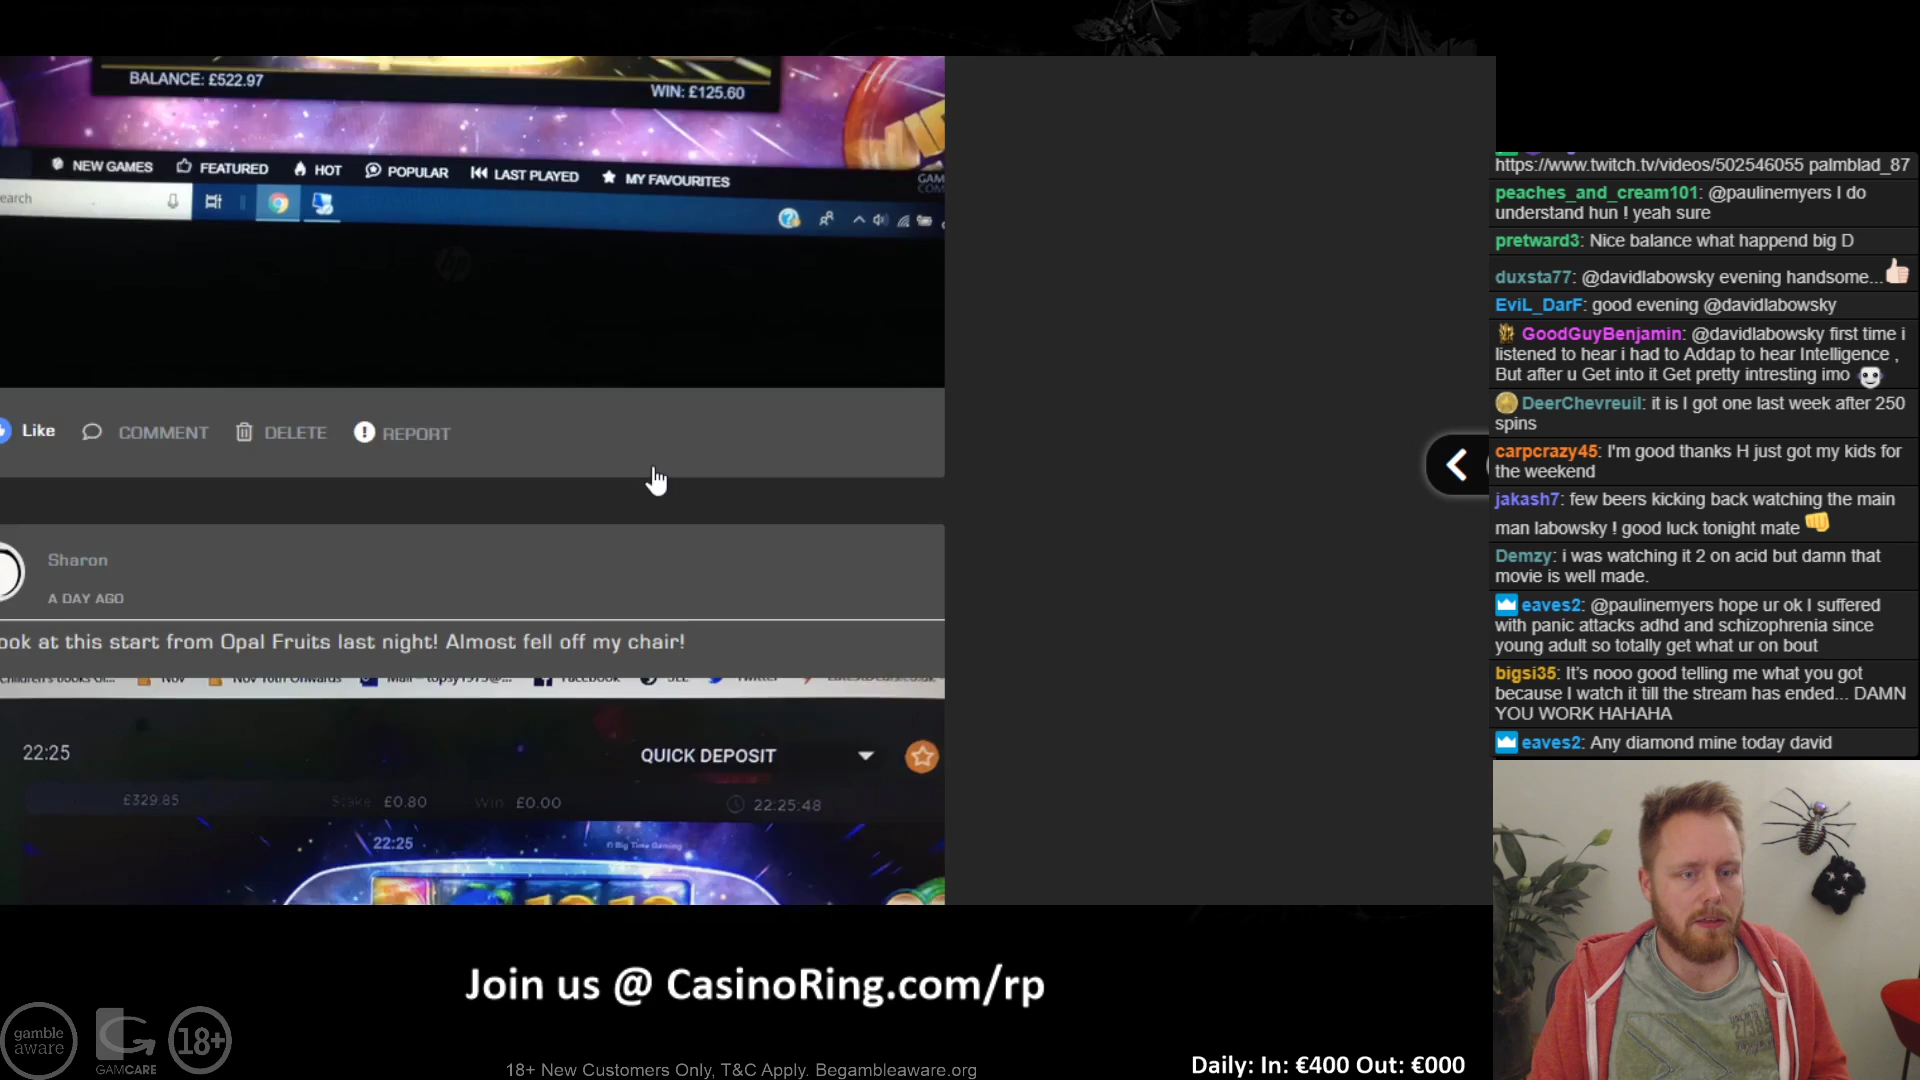 BALANCE: £522.97
WIN: £125.60
NEW GAMES FEATURED HOT POPULAR LAST PLAYED MY FAVOURITES
earch
Like COMMENT DELETE REPORT
Sharon
A DAY AGO
ook at this start from Opal Fruits last night! Almost fell off my chair!
Nov Nov 10th Onwards Facebook Twitter
22:25 QUICK DEPOSIT
£329.85 Stake £0.80 Win £0.00 22:25:48
22:25 Big Time Gaming
https://www.twitch.tv/videos/502546055 palmblad_87
peaches_and_cream101: @paulinemyers I do
understand hun ! yeah sure
pretward3: Nice balance what happend big D
duxsta77: @davidlabowsky evening handsome...
EviL_DarF: good evening @davidlabowsky
GoodGuyBenjamin: @davidlabowsky first time i
listened to hear i had to Addap to hear Intelligence ,
But after u Get into it Get pretty intresting imo
DeerChevreuil: it is I got one last week after 250
spins
carpcrazy45: I'm good thanks H just got my kids for
the weekend
jakash7: few beers kicking back watching the main
man labowsky ! good luck tonight mate
Demzy: i was watching it 2 on acid but damn that
movie is well made.
eaves2: @paulinemyers hope ur ok I suffered
with panic attacks adhd and schizophrenia since
young adult so totally get what ur on bout
bigsi35: It's nooo good telling me what you got
because I watch it till the stream has ended... DAMN
YOU WORK HAHAHA
eaves2: Any diamond mine today david
Join us @ CasinoRing.com/rp
gamble
aware
GAMCARE
18+
18+ New Customers Only, T&C Apply. Begambleaware.org
Daily: In: €400 Out: €000